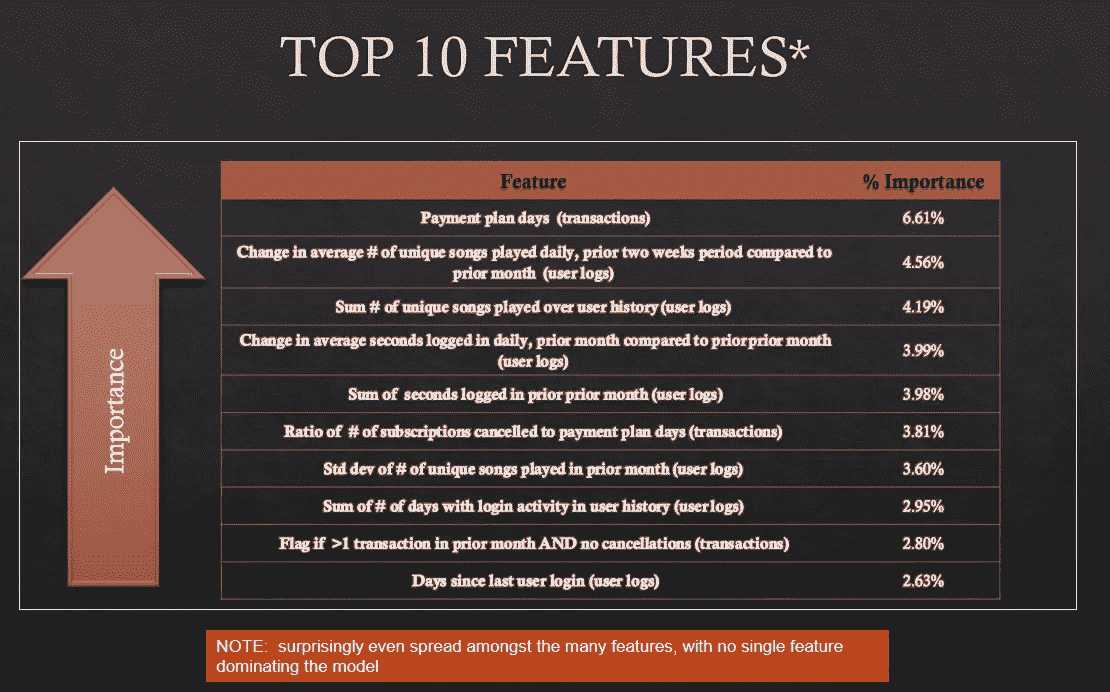 TOP 10 FEATURES*
Importance
Feature % Importance
Payment plan days (transactions) 6.61%
Change in average # of unique songs played daily, prior two weeks period compared to
prior month (user logs) 4.56%
Sum # of unique songs played over user history (user logs) 4.19%
Change in average seconds logged in daily, prior month compared to prior prior month
(user logs) 3.99%
Sum of seconds logged in prior prior month (user logs) 3.98%
Ratio of # of subscriptions cancelled to payment plan days (transactions) 3.81%
Std dev of # of unique songs played in prior month (user logs) 3.60%
Sum of # of days with login activity in user history (user logs) 2.95%
Flag if >1 transaction in prior month AND no cancellations (transactions) 2.80%
Days since last user login (user logs) 2.63%
NOTE: surprisingly even spread amongst the many features, with no single feature
dominating the model